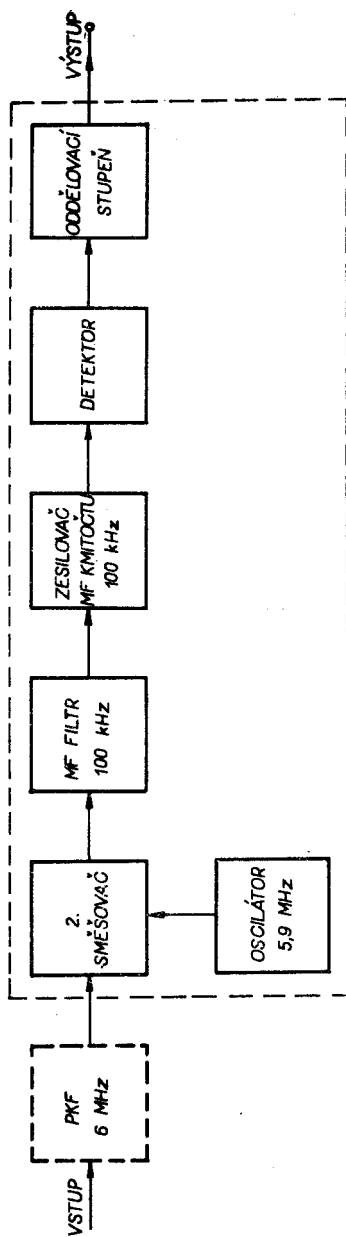 VSTUP
PKF
6 MHz
2.
SMĚŠOVAČ
OSCILÁTOR
5,9 MHz
MF FILTR
100 kHz
ZESILOVAČ
MF KMITOČTU
100 kHz
DETEKTOR
ODDĚLOVACÍ
STUPEŇ
VÝSTUP